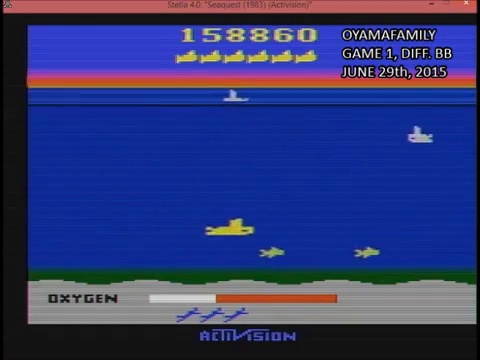 Stella 4.0: "Seaquest (1983) (Activision)"
158860
OYAMAFAMILY
GAME 1, DIFF. BB
JUNE 29th, 2015
OXYGEN
ACTIVISION